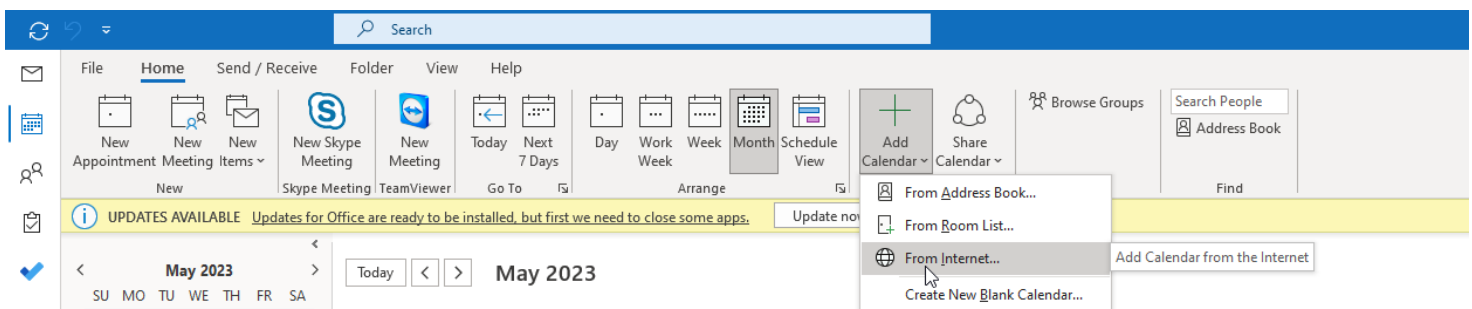 Search
File Home Send / Receive Folder View Help
New Appointment
New Meeting
New Items
New Skype Meeting
New Meeting
Today
Next 7 Days
Day
Work Week
Week
Month
Schedule View
Add Calendar
Share Calendar
Browse Groups
Search People
Address Book
New
Skype Meeting
TeamViewer
Go To
Arrange
Find
From Address Book...
From Room List...
From Internet...
Create New Blank Calendar...
Add Calendar from the Internet
UPDATES AVAILABLE Updates for Office are ready to be installed, but first we need to close some apps. Update now
May 2023
SU MO TU WE TH FR SA
Today < > May 2023